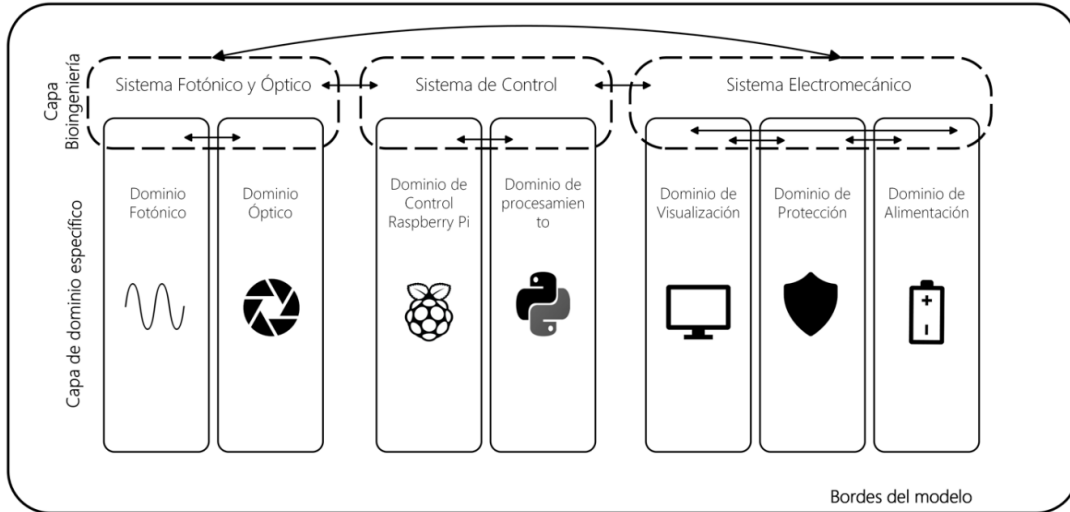 Capa
Bioingeniería
Sistema Fotónico y Óptico
Sistema de Control
Sistema Electromecánico
Capa de dominio específico
Dominio
Fotónico
Dominio
Óptico
Dominio de
Control
Raspberry Pi
Dominio de
procesamien
to
Dominio de
Visualización
Dominio de
Protección
Dominio de
Alimentación
Bordes del modelo